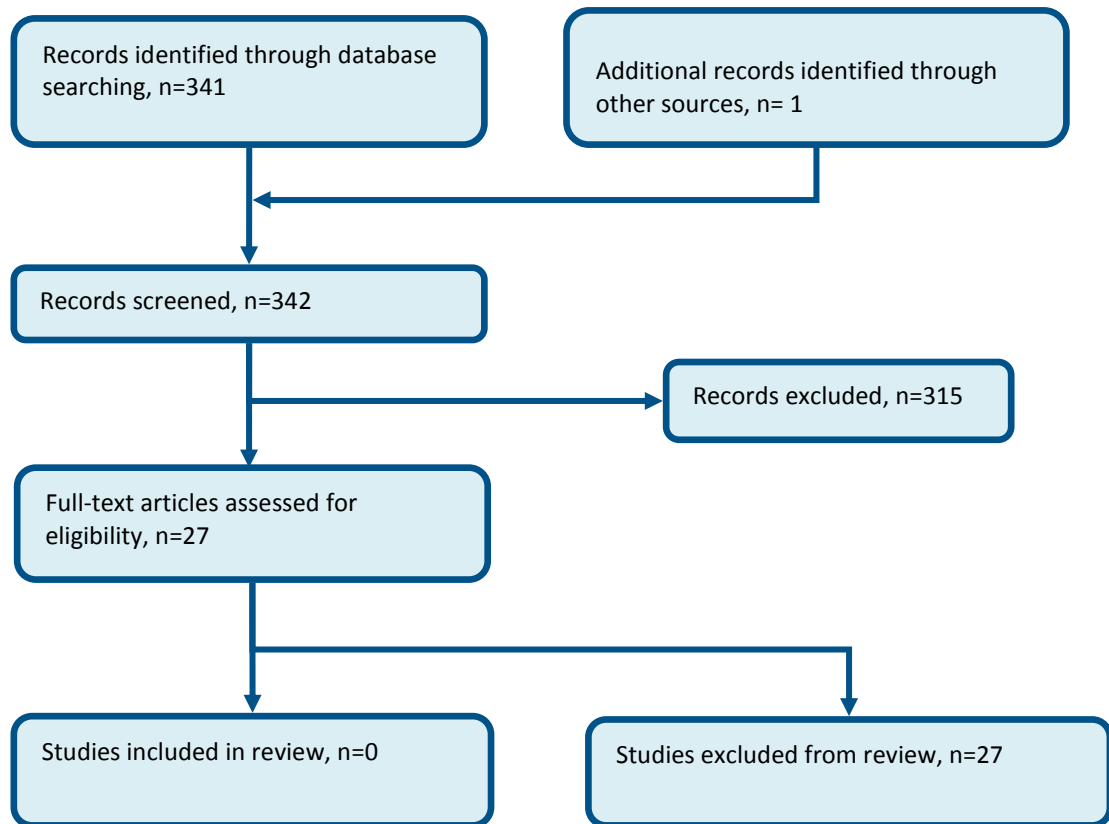 Records identified through database
searching, n=341
Additional records identified through
other sources, n= 1
Records screened, n=342
Records excluded, n=315
Full-text articles assessed for
eligibility, n=27
Studies included in review, n=0
Studies excluded from review, n=27